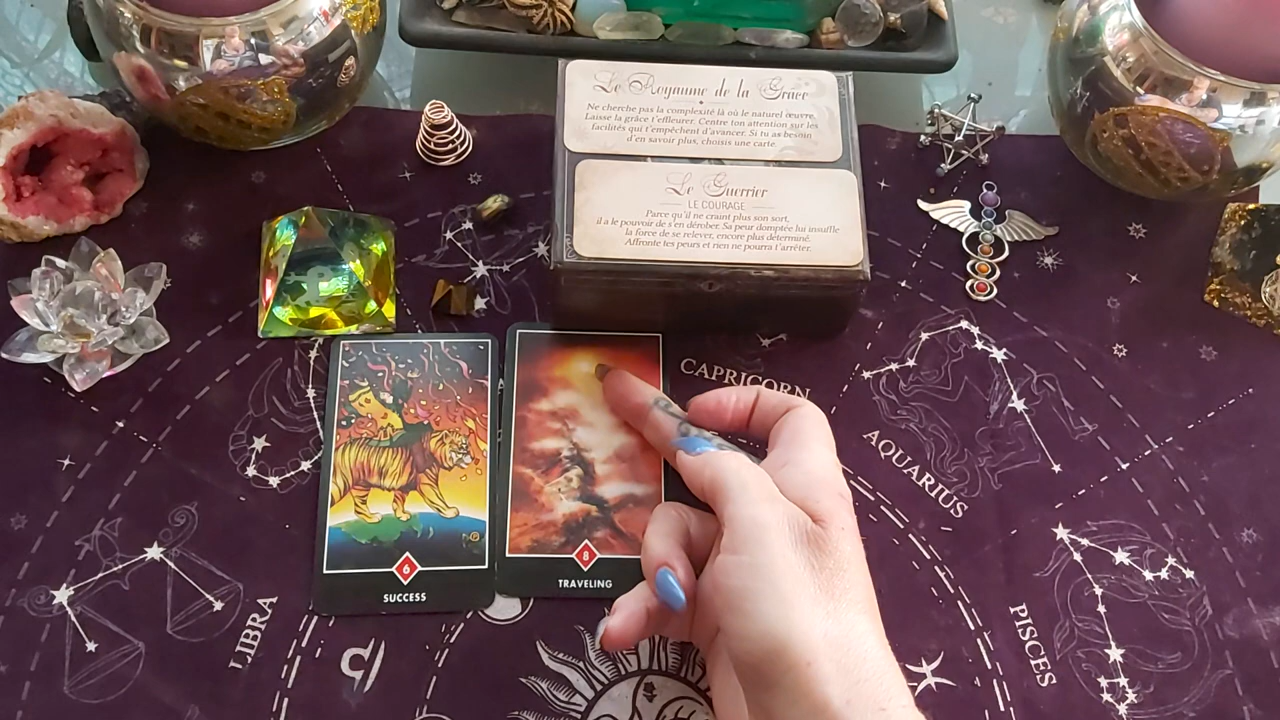 Le Royaume de la Grâce
Ne cherche pas la complexité là où le naturel œuvre.
Laisse la grâce t'effleurer. Centre ton attention sur les
facilités qui t'empêchent d'avancer. Si tu as besoin
d'en savoir plus, choisis une carte.
Le Guerrier
LE COURAGE
Parce qu'il ne craint plus son sort,
il a le pouvoir de s'en dérober. Sa peur domptée lui insuffle
la force de se relever, encore plus déterminé.
Affronte tes peurs et rien ne pourra t'arrêter.
CAPRICORN
AQUARIUS
6
SUCCESS
8
TRAVELING
LIBRA
PISCES